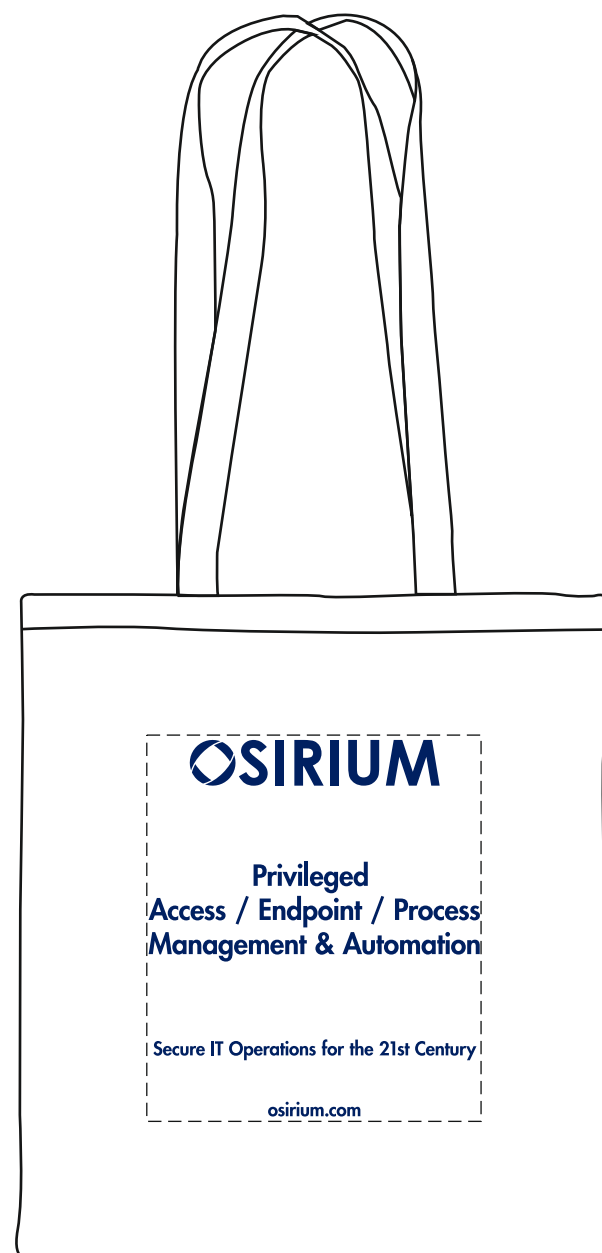 OSIRIUM
Privileged
Access / Endpoint / Process
Management & Automation
Secure IT Operations for the 21st Century
osirium.com